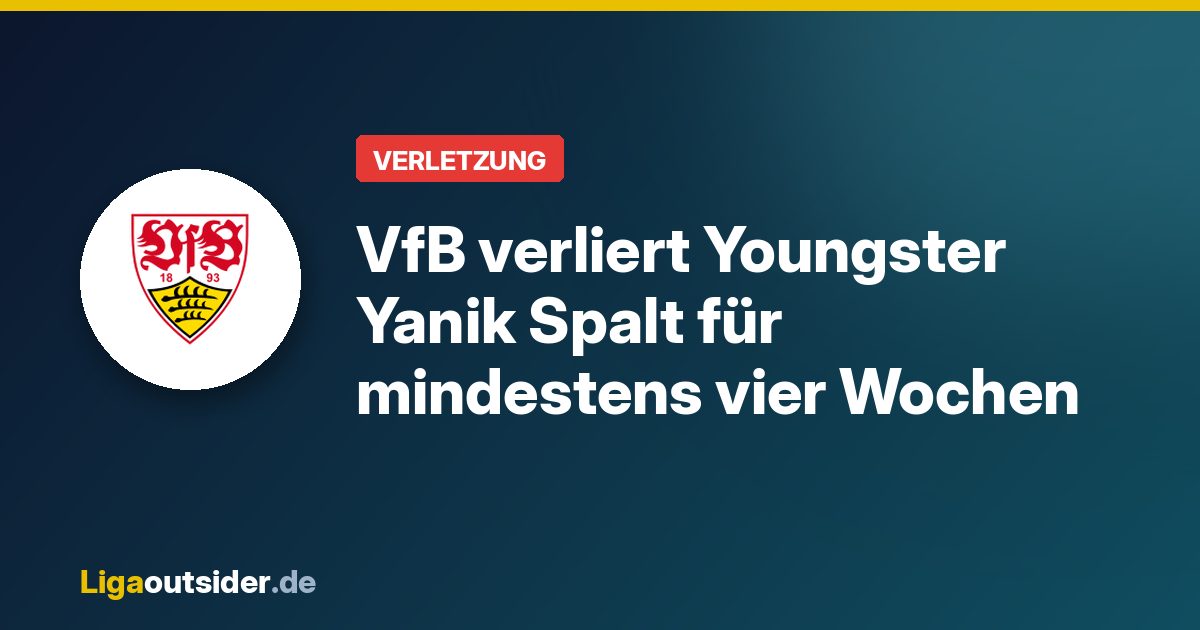 VERLETZUNG
VfB verliert Youngster
Yanik Spalt für
mindestens vier Wochen
VfB
18 93
Ligaoutsider.de